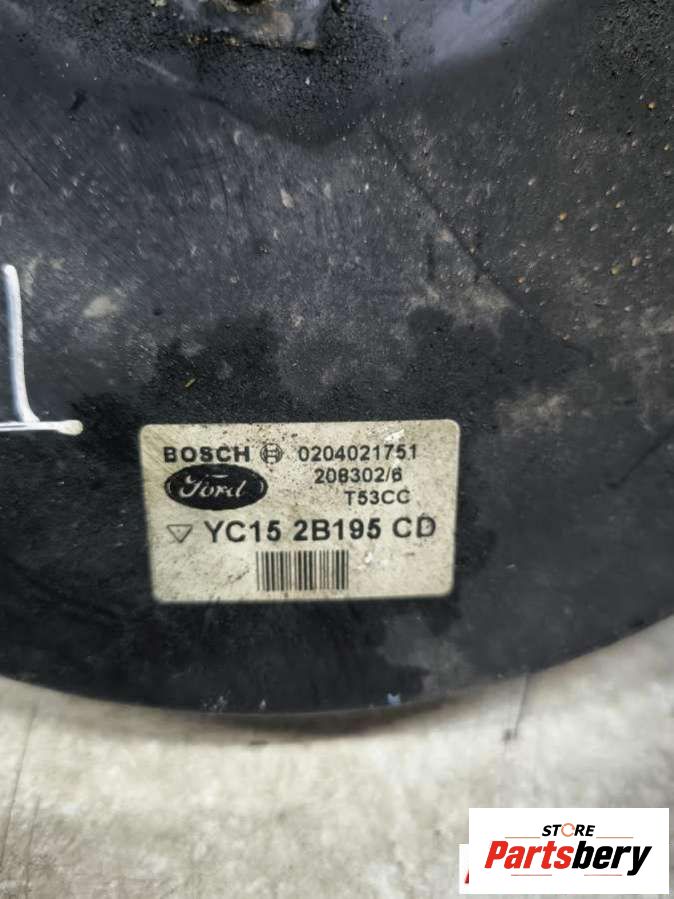 BOSCH 0204021751
Ford 208302/6
T53CC
YC15 2B195 CD
STORE
Partsbery